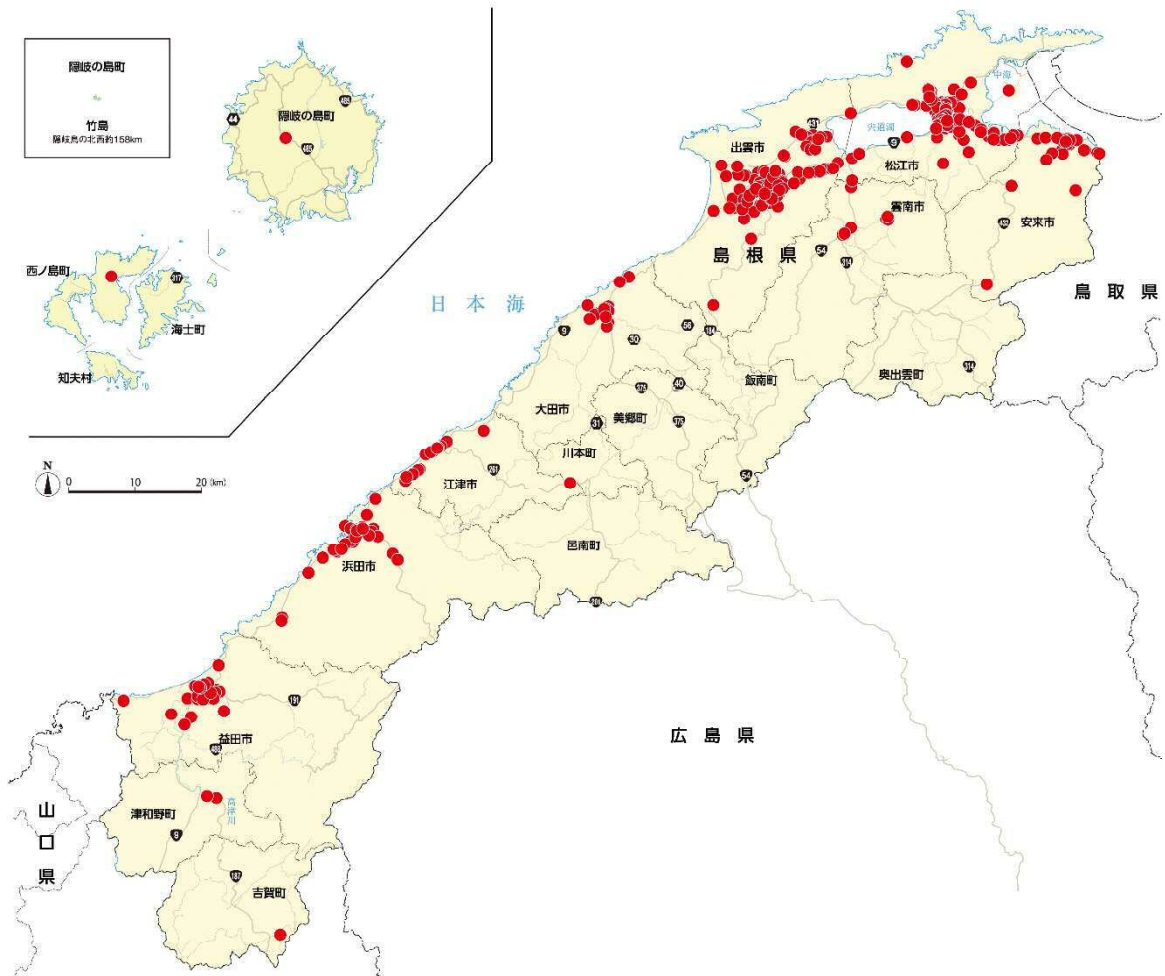 隠岐の島町
竹島
隠岐島の北西約158km
隠岐の島町
485
44
485
西ノ島町
317
海士町
知夫村
日本海
N
0 10 20 (km)
中海
431
宍道湖
出雲市
9
松江市
雲南市
安来市
432
島根県
54
314
鳥取県
9
30
56
184
大田市
375
40
飯南町
奥出雲町
314
31
美郷町
375
川本町
江津市
261
54
邑南町
浜田市
261
191
益田市
488
広島県
津和野町
高津川
9
山口県
187
吉賀町